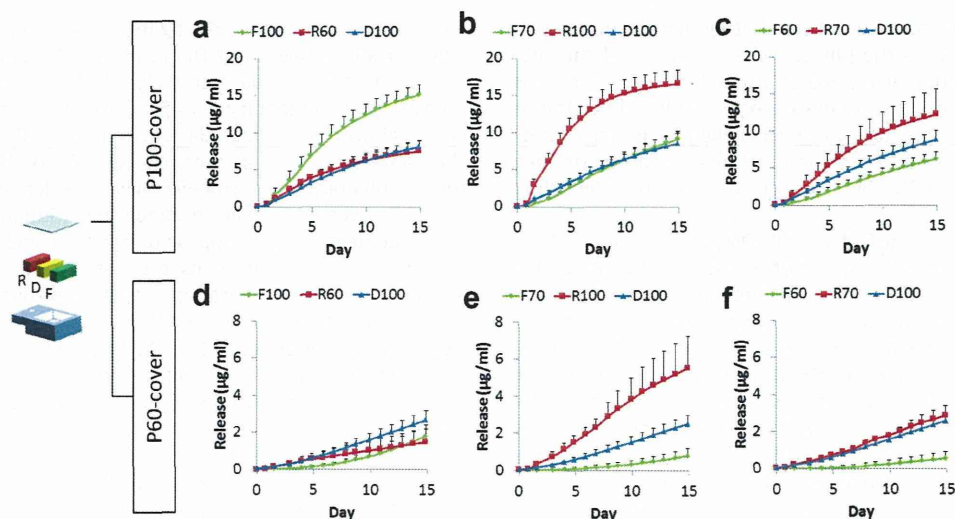 P100-cover
P60-cover
R D F
a
F100 R60 D100
Release (µg/ml)
20
15
10
5
0
0 5 10 15
Day
b
F70 R100 D100
Release (µg/ml)
20
15
10
5
0
0 5 10 15
Day
c
F60 R70 D100
Release (µg/ml)
20
15
10
5
0
0 5 10 15
Day
d
F100 R60 D100
Release (µg/ml)
8
6
4
2
0
0 5 10 15
Day
e
F70 R100 D100
Release (µg/ml)
8
6
4
2
0
0 5 10 15
Day
f
F60 R70 D100
Release (µg/ml)
8
6
4
2
0
0 5 10 15
Day